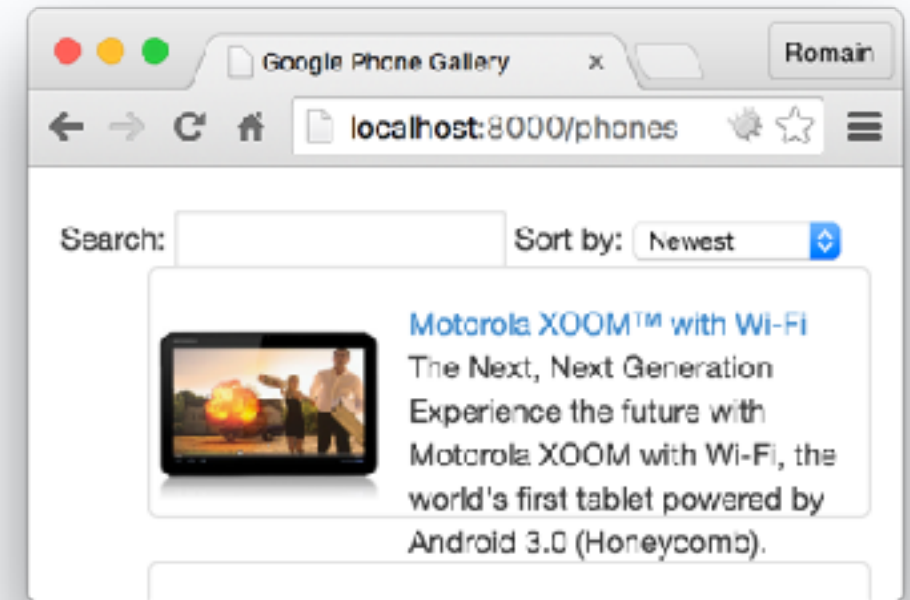 Google Phone Gallery
Romain
localhost:8000/phones
Search: Sort by: Newest
Motorola XOOM™ with Wi-Fi
The Next, Next Generation
Experience the future with
Motorola XOOM with Wi-Fi, the
world's first tablet powered by
Android 3.0 (Honeycomb).